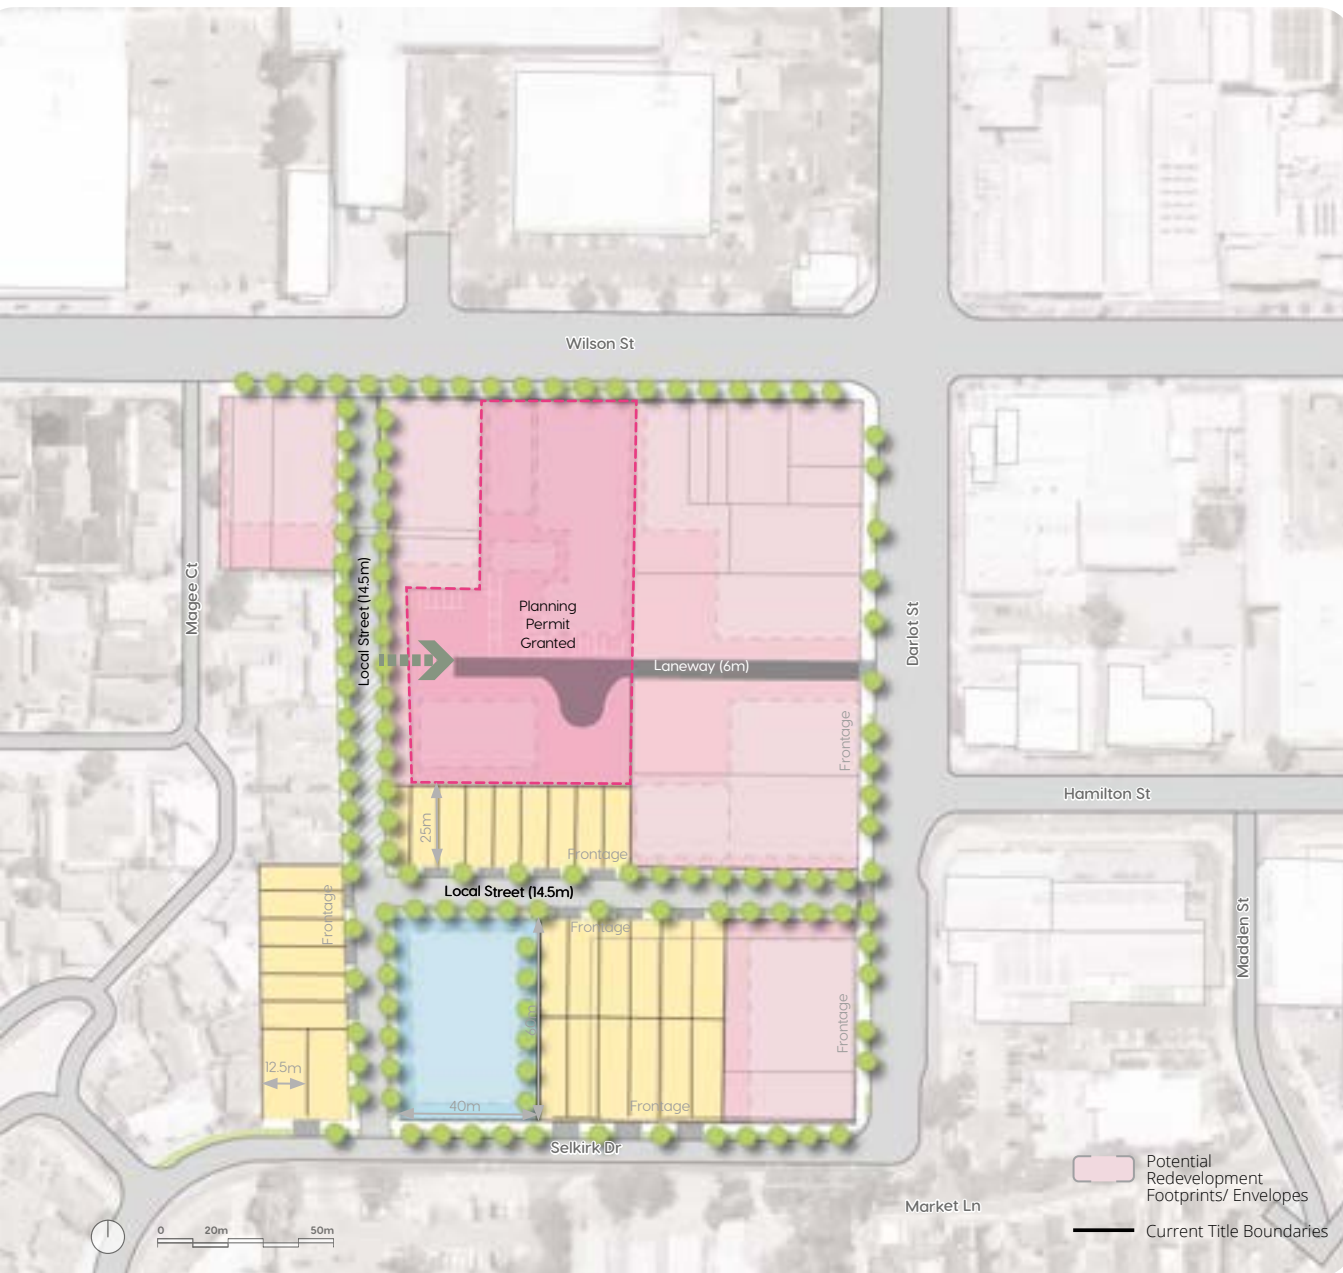 Wilson St
Magee Ct
Local Street (14.5m)
Planning
Permit
Granted
Laneway (6m)
Darlot St
Frontage
Hamilton St
25m
Frontage
Local Street (14.5m)
Frontage
Frontage
Madden St
Frontage
12.5m
40m
Frontage
Selkirk Dr
Market Ln
Potential
Redevelopment
Footprints/ Envelopes
Current Title Boundaries
0 20m 50m